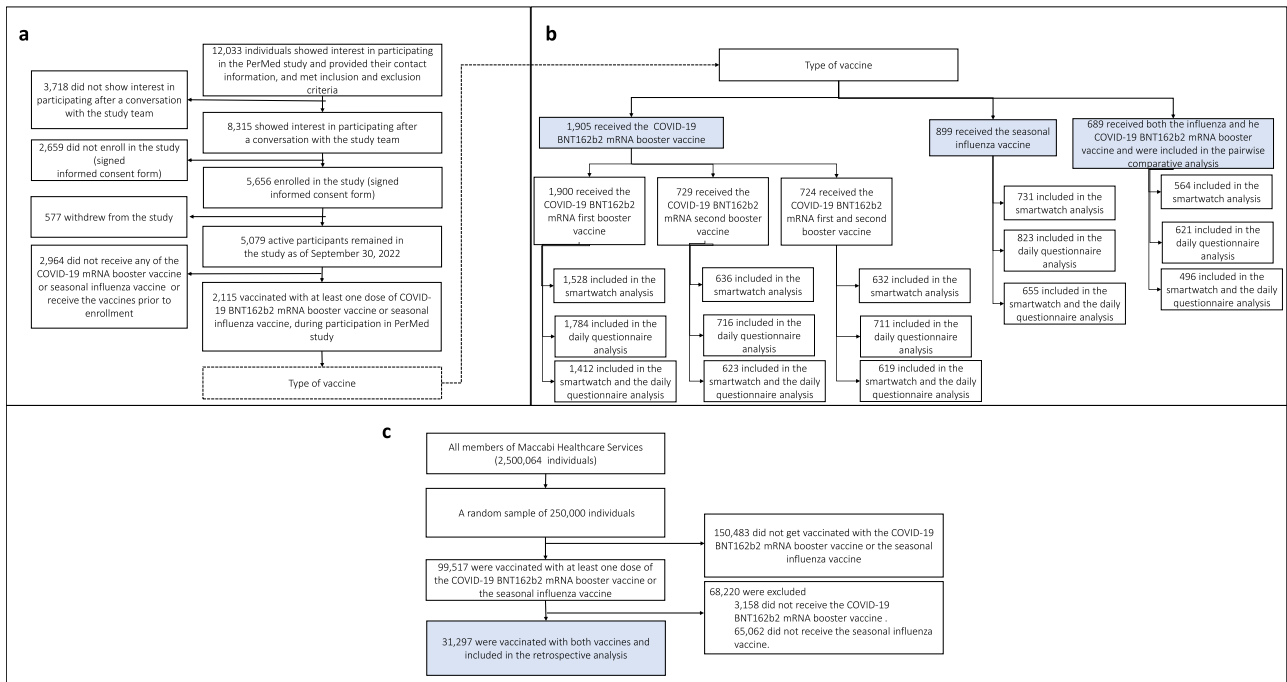 a
12,033 individuals showed interest in participating
in the PerMed study and provided their contact
information, and met inclusion and exclusion
criteria
3,718 did not show interest in
participating after a conversation
with the study team
8,315 showed interest in participating after
a conversation with the study team
2,659 did not enroll in the study
(signed
informed consent form)
5,656 enrolled in the study (signed
informed consent form)
577 withdrew from the study
5,079 active participants remained in
the study as of September 30, 2022
2,964 did not receive any of the
COVID-19 mRNA booster vaccine
or seasonal influenza vaccine or
receive the vaccines prior to
enrollment
2,115 vaccinated with at least one dose of COVID-
19 BNT162b2 mRNA booster vaccine or seasonal
influenza vaccine, during participation in PerMed
study
Type of vaccine
b
Type of vaccine
1,905 received the COVID-19
BNT162b2 mRNA booster vaccine
899 received the seasonal
influenza vaccine
689 received both the influenza and he
COVID-19 BNT162b2 mRNA booster
vaccine and were included in the pairwise
comparative analysis
1,900 received the
COVID-19 BNT162b2
mRNA first booster
vaccine
729 received the
COVID-19 BNT162b2
mRNA second booster
vaccine
724 received the
COVID-19 BNT162b2
mRNA first and second
booster vaccine
1,528 included in the
smartwatch analysis
1,784 included in the
daily questionnaire
analysis
1,412 included in the
smartwatch and the daily
questionnaire analysis
636 included in the
smartwatch analysis
716 included in
the daily questionnaire
analysis
623 included in the
smartwatch and the daily
questionnaire analysis
632 included in the
smartwatch analysis
711 included in
the daily questionnaire
analysis
619 included in the
smartwatch and the daily
questionnaire analysis
731 included in the
smartwatch analysis
823 included in the
daily questionnaire
analysis
655 included in the
smartwatch and the daily
questionnaire analysis
564 included in the
smartwatch analysis
621 included in the
daily questionnaire
analysis
496 included in the
smartwatch and the daily
questionnaire analysis
c
All members of Maccabi Healthcare Services
(2,500,064 individuals)
A random sample of 250,000 individuals
150,483 did not get vaccinated with the COVID-19
BNT162b2 mRNA booster vaccine or the seasonal
influenza vaccine
99,517 were vaccinated with at least one dose of
the COVID-19 BNT162b2 mRNA booster vaccine or
the seasonal influenza vaccine
68,220 were excluded
3,158 did not receive the COVID-19
BNT162b2 mRNA booster vaccine .
65,062 did not receive the seasonal influenza
vaccine.
31,297 were vaccinated with both vaccines and
included in the retrospective analysis